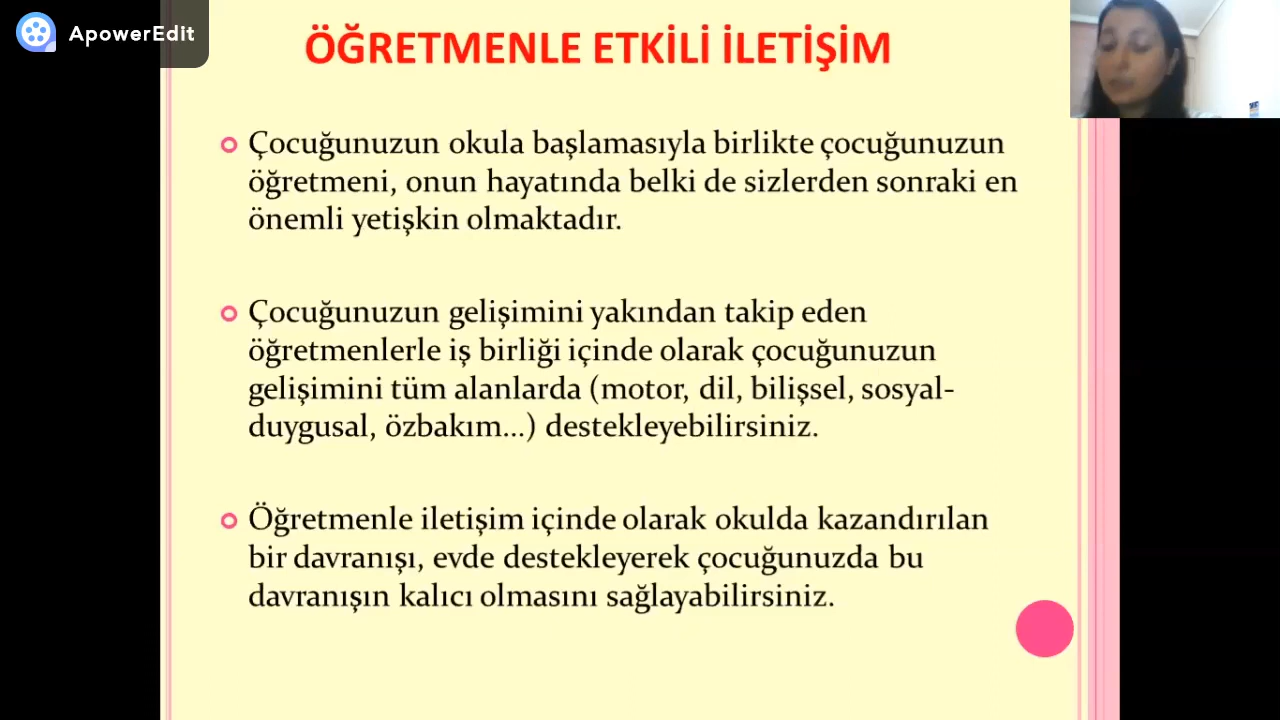 ApowerEdit
ÖĞRETMENLE ETKİLİ İLETİŞİM
Çocuğunuzun okula başlamasıyla birlikte çocuğunuzun
öğretmeni, onun hayatında belki de sizlerden sonraki en
önemli yetişkin olmaktadır.
Çocuğunuzun gelişimini yakından takip eden
öğretmenlerle iş birliği içinde olarak çocuğunuzun
gelişimini tüm alanlarda (motor, dil, bilişsel, sosyal-
duygusal, özbakım...) destekleyebilirsiniz.
Öğretmenle iletişim içinde olarak okulda kazandırılan
bir davranışı, evde destekleyerek çocuğunuzda bu
davranışın kalıcı olmasını sağlayabilirsiniz.